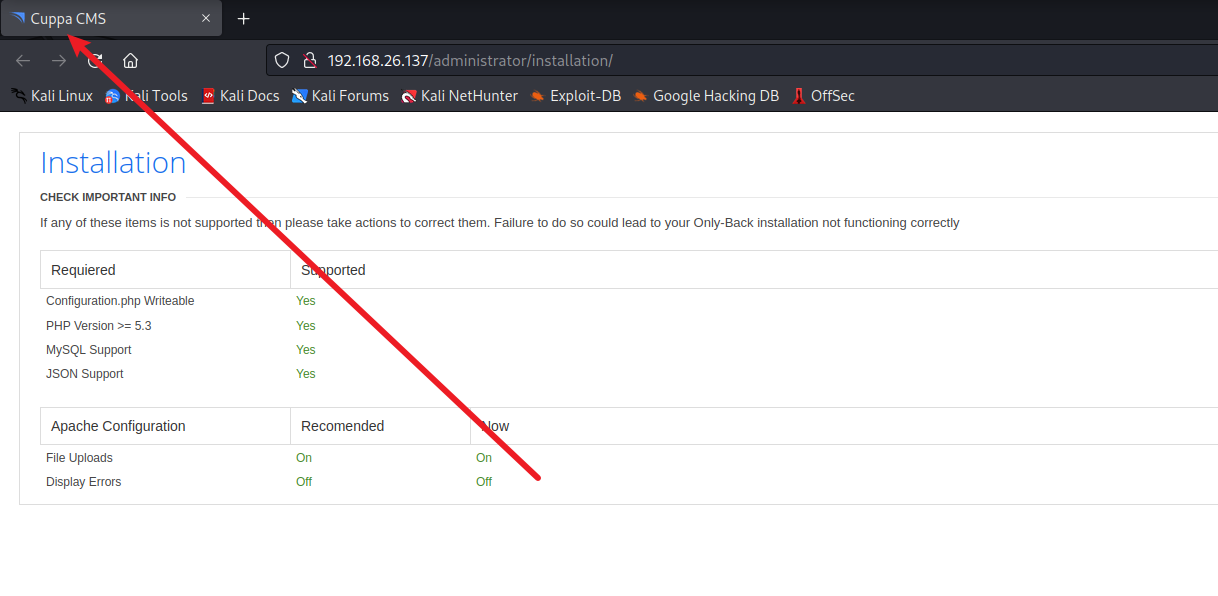 Cuppa CMS
192.168.26.137/administrator/installation/
Kali Linux Kali Tools Kali Docs Kali Forums Kali NetHunter Exploit-DB Google Hacking DB OffSec
Installation
CHECK IMPORTANT INFO
If any of these items is not supported then please take actions to correct them. Failure to do so could lead to your Only-Back installation not functioning correctly
Requiered Supported
Configuration.php Writeable Yes
PHP Version >= 5.3 Yes
MySQL Support Yes
JSON Support Yes
Apache Configuration Recomended Now
File Uploads On On
Display Errors Off Off